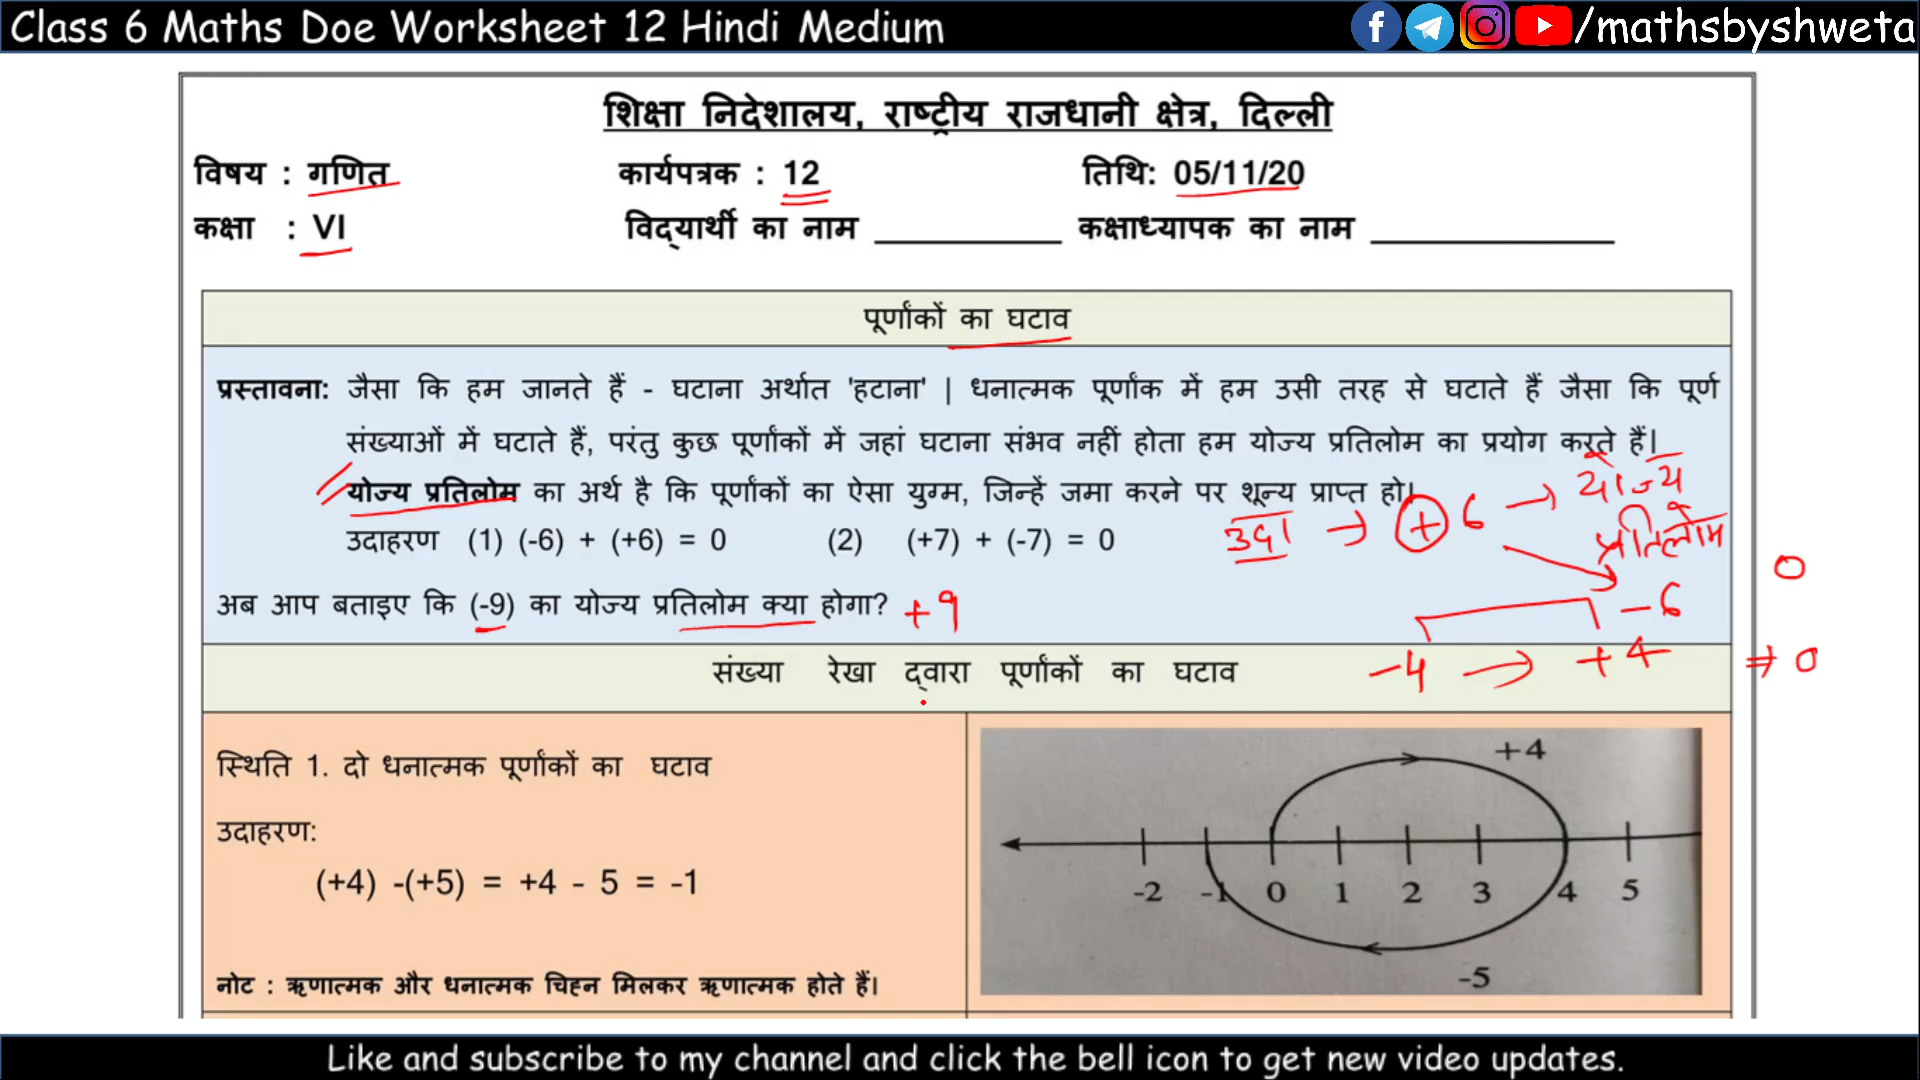 Class 6 Maths Doe Worksheet 12 Hindi Medium
/mathsbyshweta
शिक्षा निदेशालय, राष्ट्रीय राजधानी क्षेत्र, दिल्ली
विषय : गणित कार्यपत्रक : 12 तिथि: 05/11/20
कक्षा : VI विद्यार्थी का नाम ___________ कक्षाध्यापक का नाम ______________
पूर्णांकों का घटाव
प्रस्तावना: जैसा कि हम जानते हैं - घटाना अर्थात 'हटाना' | धनात्मक पूर्णांक में हम उसी तरह से घटाते हैं जैसा कि पूर्ण
संख्याओं में घटाते हैं, परंतु कुछ पूर्णांकों में जहां घटाना संभव नहीं होता हम योज्य प्रतिलोम का प्रयोग करते हैं।
योज्य प्रतिलोम का अर्थ है कि पूर्णांकों का ऐसा युग्म, जिन्हें जमा करने पर शून्य प्राप्त हो।
उदा → + 6 → योज्य
प्रतिलोम
उदाहरण (1) (-6) + (+6) = 0 (2) (+7) + (-7) = 0
0
अब आप बताइए कि (-9) का योज्य प्रतिलोम क्या होगा? +9
-6
-4 → +4 ⇒ 0
संख्या रेखा द्वारा पूर्णांकों का घटाव
स्थिति 1. दो धनात्मक पूर्णांकों का घटाव
उदाहरण:
(+4) -(+5) = +4 - 5 = -1
नोट : ऋणात्मक और धनात्मक चिह्न मिलकर ऋणात्मक होते हैं।
+4
-2 -1 0 1 2 3 4 5
-5
Like and subscribe to my channel and click the bell icon to get new video updates.